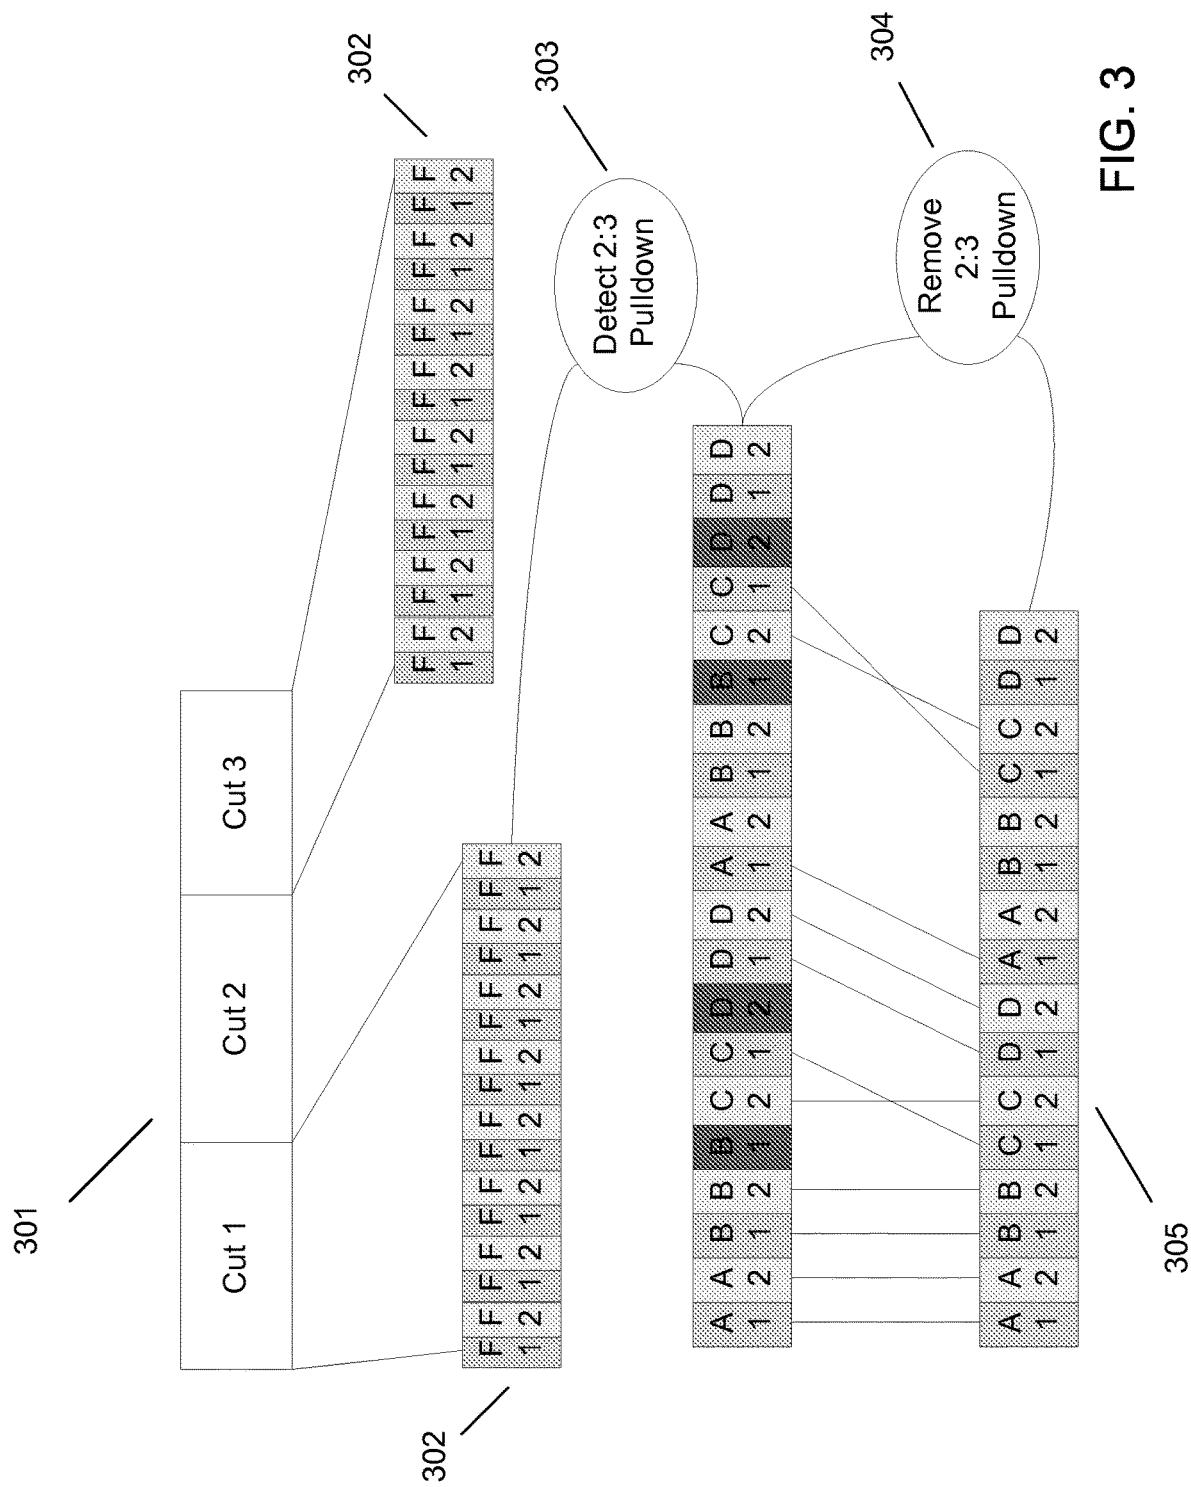 301
Cut 1 Cut 2 Cut 3
302
F F F F F F F F F F F F F F F F
1 2 1 2 1 2 1 2 1 2 1 2 1 2 1 2
302
F F F F F F F F F F F F F F F F
1 2 1 2 1 2 1 2 1 2 1 2 1 2 1 2
303
Detect 2:3
Pulldown
A A B B B C C D D D A A B B B C C D D D
1 2 1 2 1 2 1 2 1 2 1 2 1 2 1 2 1 2 1 2
304
Remove
2:3
Pulldown
A A B B C C D D A A B B C C D D
1 2 1 2 1 2 1 2 1 2 1 2 1 2 1 2
305
FIG. 3